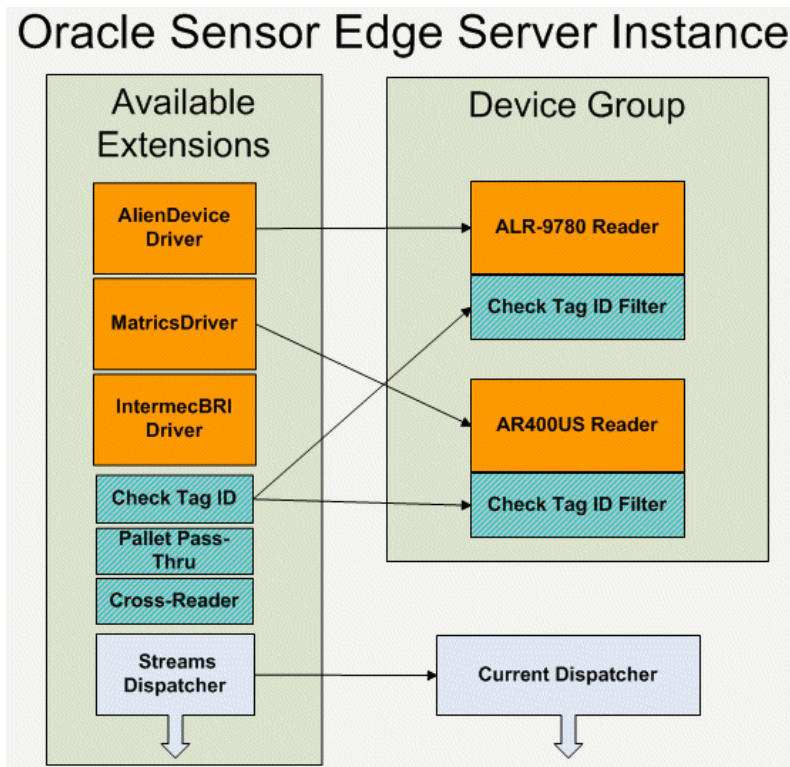 Oracle Sensor Edge Server Instance
Available
Extensions
AlienDevice
Driver
MatricsDriver
IntermecBRI
Driver
Check Tag ID
Pallet Pass-
Thru
Cross-Reader
Streams
Dispatcher
Device Group
ALR-9780 Reader
Check Tag ID Filter
AR400US Reader
Check Tag ID Filter
Current Dispatcher